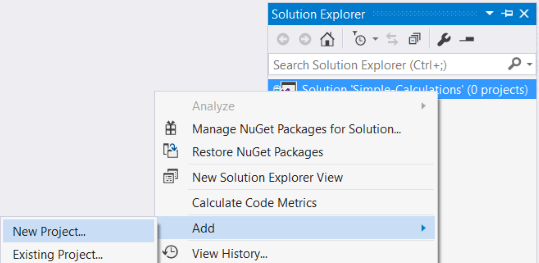 Solution Explorer
Search Solution Explorer (Ctrl+;)
Solution 'Simple-Calculations' (0 projects)
Analyze
Manage NuGet Packages for Solution...
Restore NuGet Packages
New Solution Explorer View
Calculate Code Metrics
Add
New Project...
View History...
Existing Project...